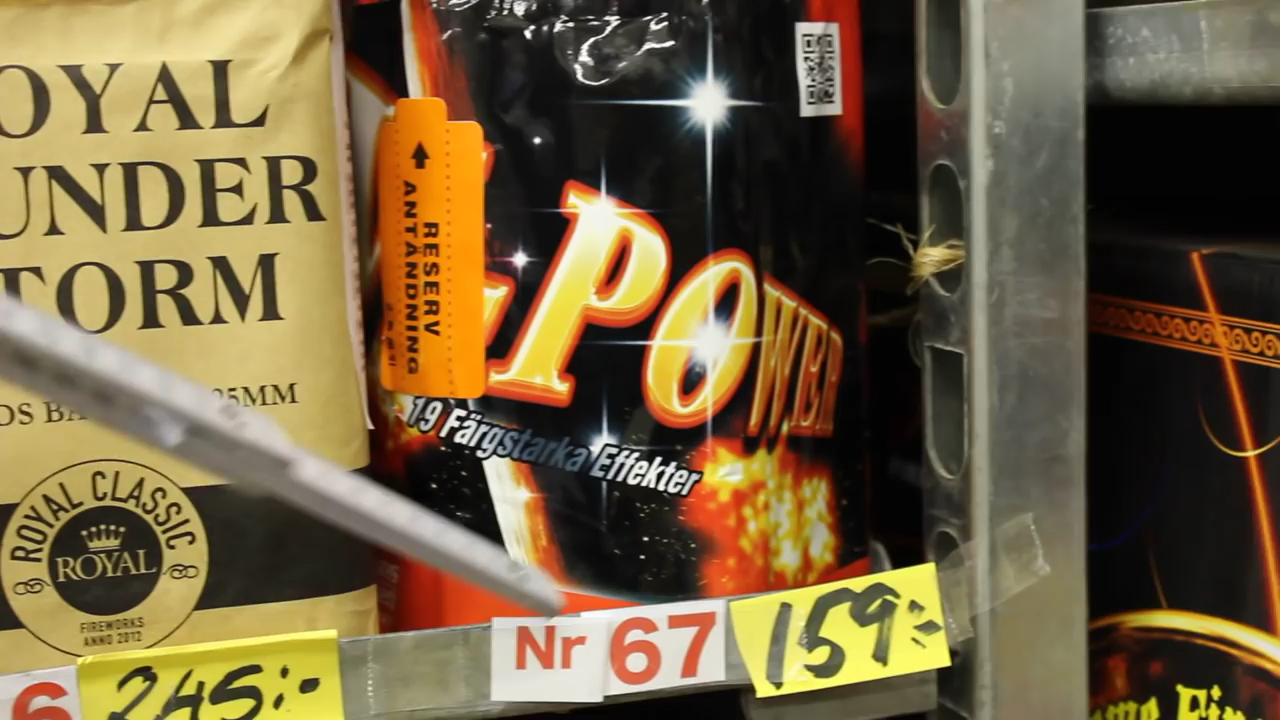 OYAL
UNDER
TORM
25MM
ROYAL CLASSIC
ROYAL
FIREWORKS
ANNO 2012
RESERV
ANTÄNDNING
POWER
19 Färgstarka Effekter
6
245:-
Nr 67
159:-